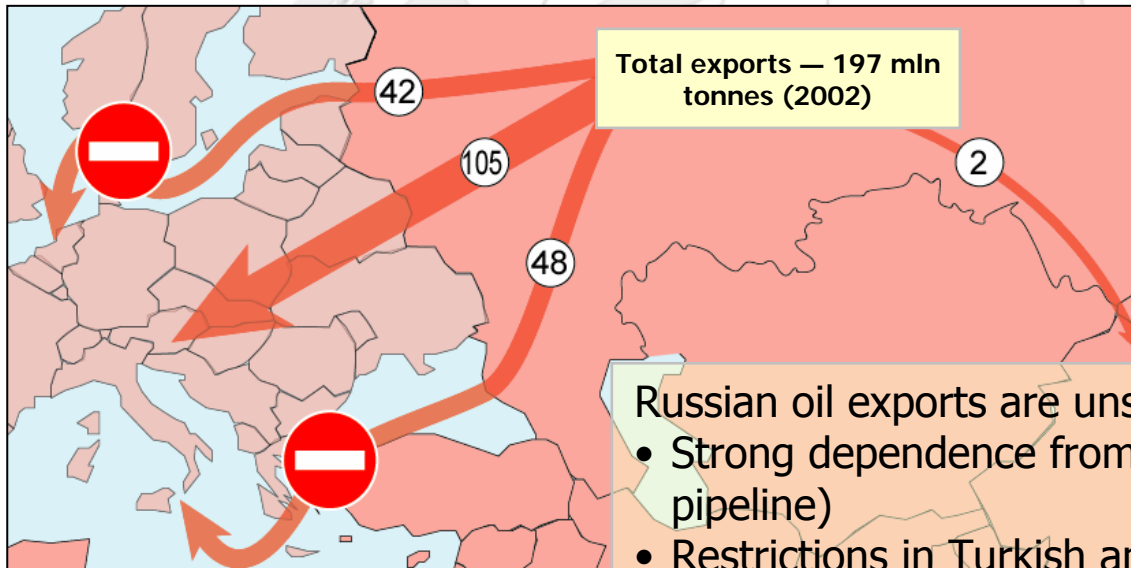 Total exports — 197 mln
tonnes (2002)
42
105
2
48
Russian oil exports are uns
• Strong dependence from
pipeline)
• Restrictions in Turkish an